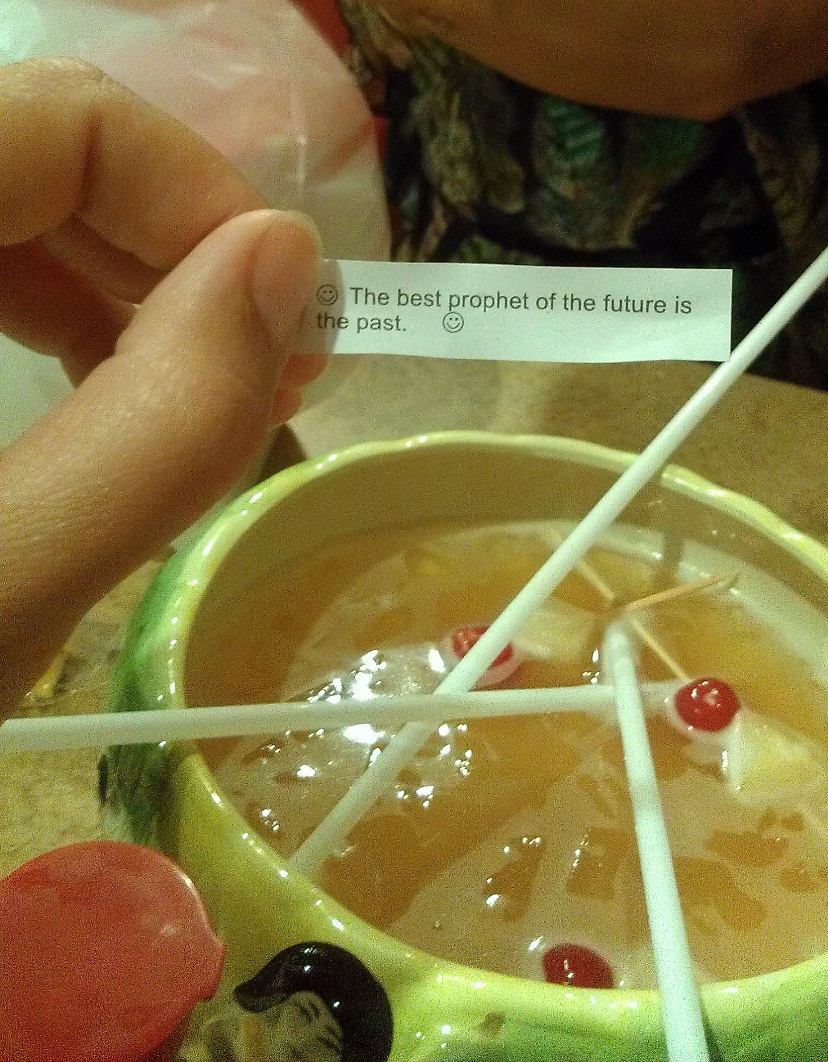 ☺ The best prophet of the future is
the past. ☺